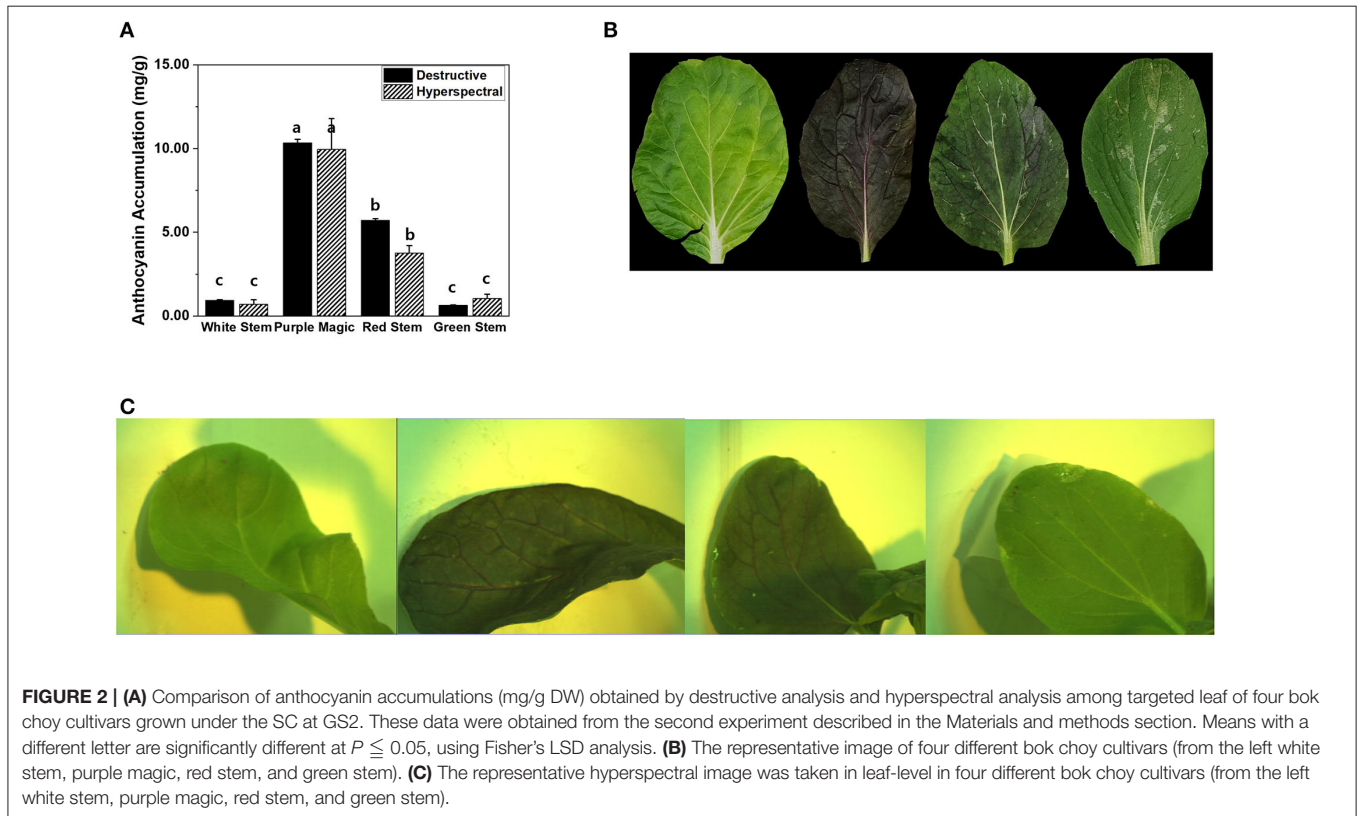 A
B
15.00
10.00
5.00
0.00
Anthocyanin Accumulation (mg/g)
Destructive
Hyperspectral
a a
b b
c c
c c
White Stem Purple Magic Red Stem Green Stem
C
FIGURE 2 | (A) Comparison of anthocyanin accumulations (mg/g DW) obtained by destructive analysis and hyperspectral analysis among targeted leaf of four bok
choy cultivars grown under the SC at GS2. These data were obtained from the second experiment described in the Materials and methods section. Means with a
different letter are significantly different at P ≦ 0.05, using Fisher's LSD analysis. (B) The representative image of four different bok choy cultivars (from the left white
stem, purple magic, red stem, and green stem). (C) The representative hyperspectral image was taken in leaf-level in four different bok choy cultivars (from the left
white stem, purple magic, red stem, and green stem).